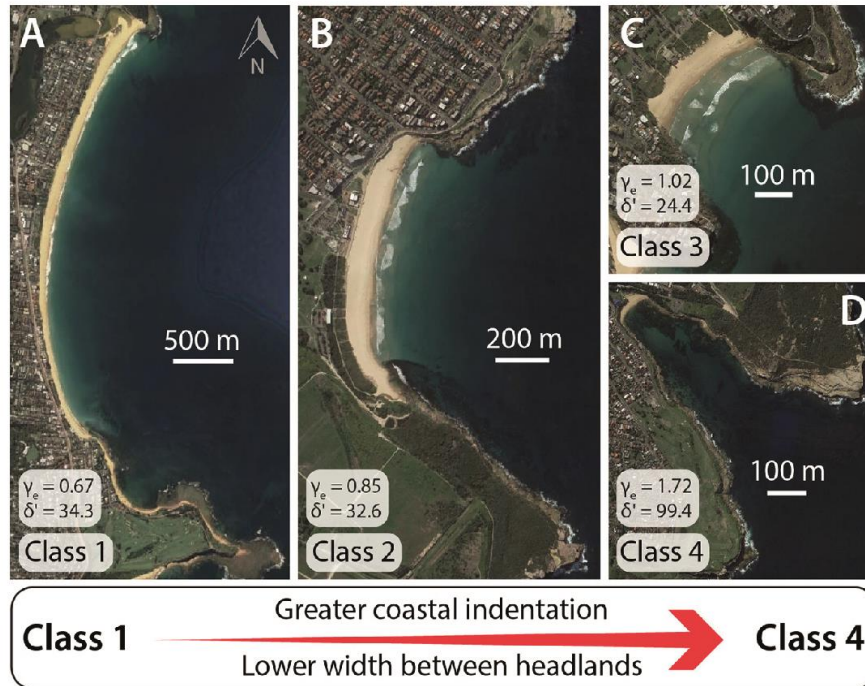 A
N
500 m
γe = 0.67
δ' = 34.3
Class 1
B
200 m
γe = 0.85
δ' = 32.6
Class 2
C
100 m
γe = 1.02
δ' = 24.4
Class 3
D
100 m
γe = 1.72
δ' = 99.4
Class 4
Greater coastal indentation
Class 1
Class 4
Lower width between headlands